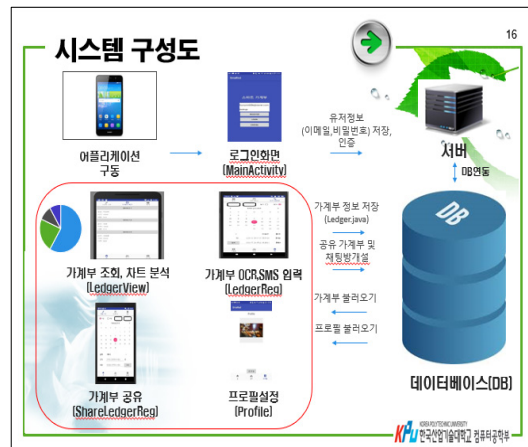 16
시스템 구성도
어플리케이션
구동
로그인화면
(MainActivity)
유저정보
(이메일,비밀번호) 저장,
인증
서버
DB연동
DB
가계부 조회, 차트 분석
(LedgerView)
가계부 OCR,SMS 입력
(LedgerReg)
가계부 정보 저장
(Ledger.java)
공유 가계부 및
채팅방개설
가계부 불러오기
프로필 불러오기
가계부 공유
(ShareLedgerReg)
프로필설정
(Profile)
데이터베이스(DB)
KOREA POLYTECHNIC UNIVERSITY
KPU 한국산업기술대학교 컴퓨터공학부